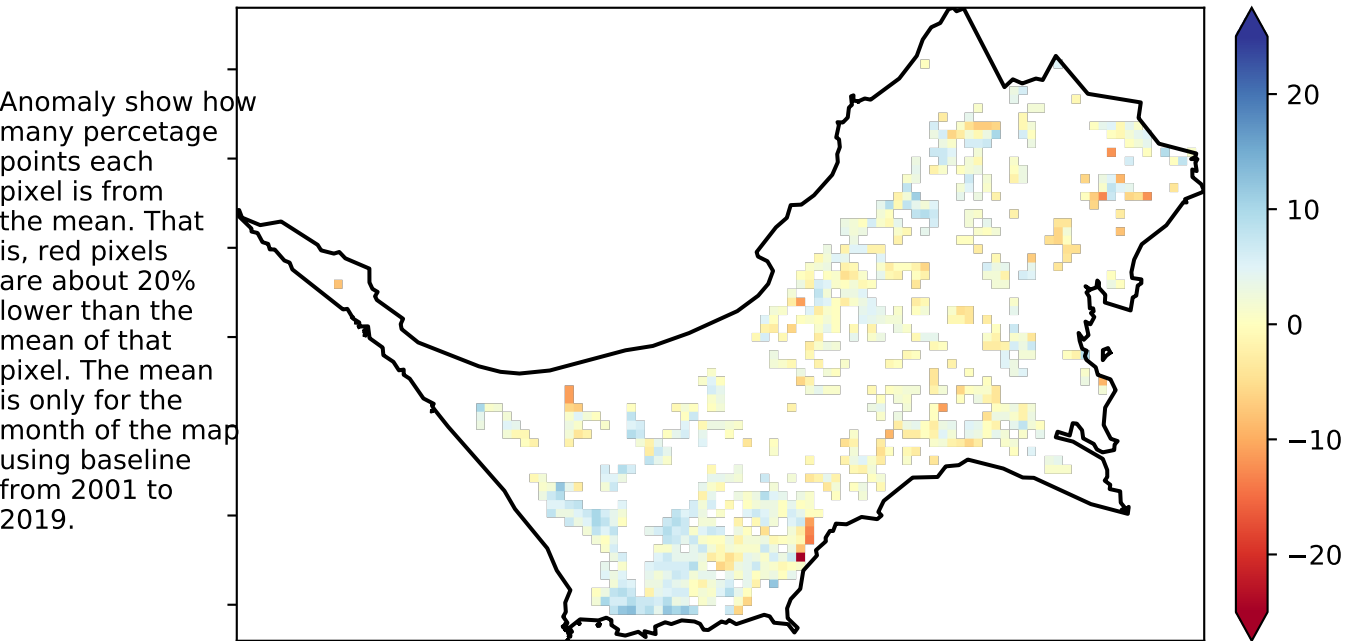 Anomaly show how
many percetage
points each
pixel is from
the mean. That
is, red pixels
are about 20%
lower than the
mean of that
pixel. The mean
is only for the
month of the map
using baseline
from 2001 to
2019.
20
10
0
−10
−20